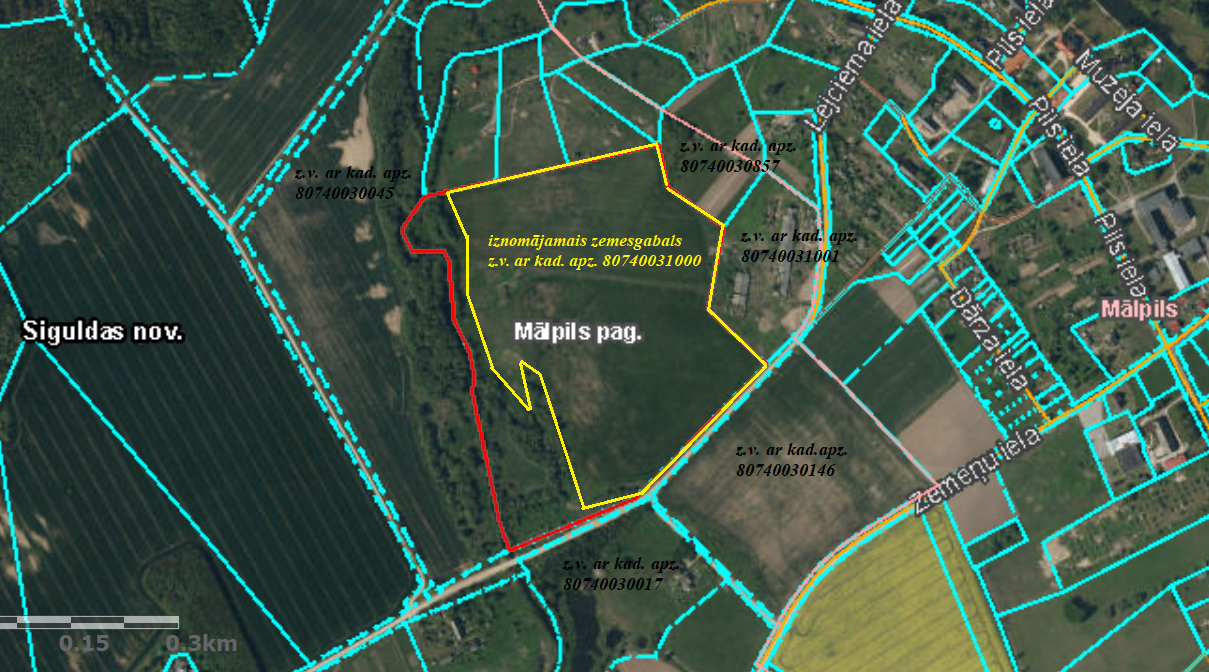 Pils iela
Lejciema iela
Muzeja iela
Pils iela
z.v. ar kad. apz.
80740030857
z.v. ar kad. apz.
80740030045
iznomājamais zemesgabals
z.v. ar kad. apz. 80740031000
z.v. ar kad. apz.
80740031001
Pils iela
Siguldas nov.
Mālpils pag.
Mālpils
Dārza iela
z.v. ar kad.apz.
80740030146
Zemeņu iela
z.v. ar kad. apz.
80740030017
0.15
0.3km